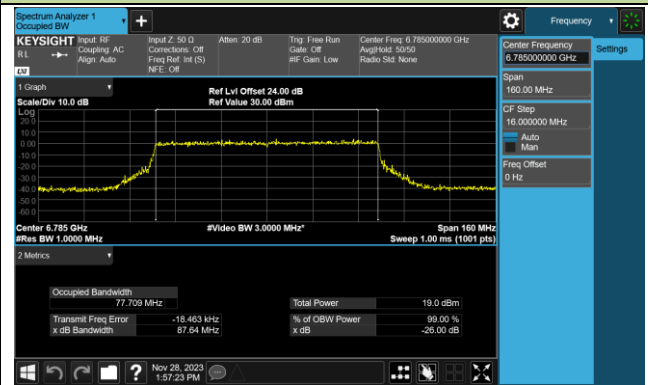 Spectrum Analyzer 1
Occupied BW
+
Frequency
KEYSIGHT
RL
LXI
Input: RF
Coupling: AC
Align: Auto
Input Z: 50 Ω
Corrections: Off
Freq Ref: Int (S)
NFE: Off
Atten: 20 dB
Trig: Free Run
Gate: Off
#IF Gain: Low
Center Freq: 6.785000000 GHz
Avg|Hold: 50/50
Radio Std: None
Center Frequency
6.785000000 GHz
Settings
Span
160.00 MHz
CF Step
16.000000 MHz
Auto
Man
Freq Offset
0 Hz
1 Graph
Scale/Div 10.0 dB
Ref Lvl Offset 24.00 dB
Ref Value 30.00 dBm
Log
20.0
10.0
0.00
-10.0
-20.0
-30.0
-40.0
-50.0
-60.0
Center 6.785 GHz
#Video BW 3.0000 MHz*
Span 160 MHz
#Res BW 1.0000 MHz
Sweep 1.00 ms (1001 pts)
2 Metrics
Occupied Bandwidth
77.709 MHz
Total Power 19.0 dBm
Transmit Freq Error -18.463 kHz
% of OBW Power 99.00 %
x dB Bandwidth 87.64 MHz
x dB -26.00 dB
?
Nov 28, 2023
1:57:23 PM